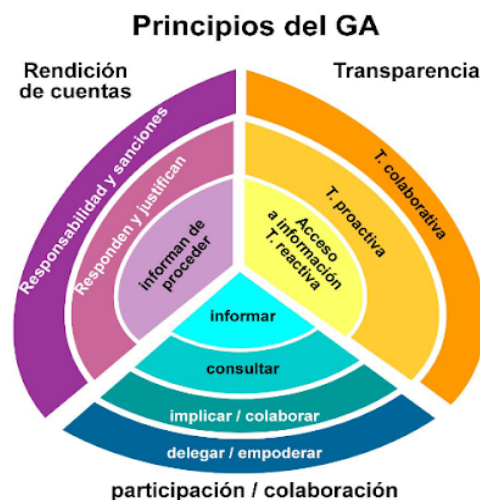 Principios del GA
Rendición
de cuentas
Transparencia
Responsabilidad y sanciones
Responden y justifican
informan de
proceder
T. colaborativa
T. proactiva
Acceso
a información
T. reactiva
informar
consultar
implicar / colaborar
delegar / empoderar
participación / colaboración